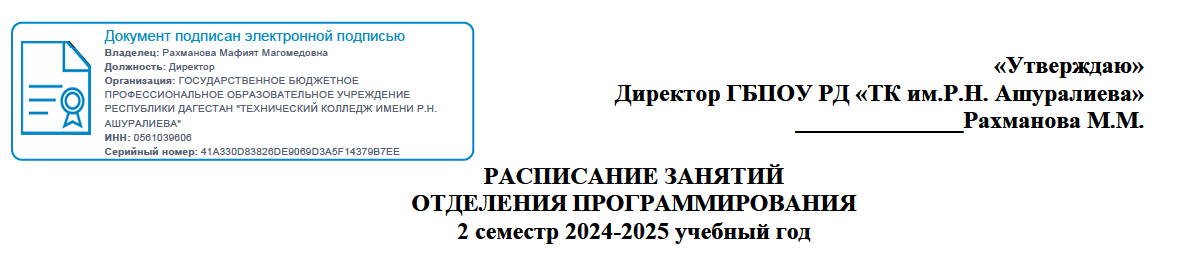 Документ подписан электронной подписью
Владелец: Рахманова Мафият Магомедовна
Должность: Директор
Организация: ГОСУДАРСТВЕННОЕ БЮДЖЕТНОЕ
ПРОФЕССИОНАЛЬНОЕ ОБРАЗОВАТЕЛЬНОЕ УЧРЕЖДЕНИЕ
РЕСПУБЛИКИ ДАГЕСТАН "ТЕХНИЧЕСКИЙ КОЛЛЕДЖ ИМЕНИ Р.Н.
АШУРАЛИЕВА"
ИНН: 0561039606
Серийный номер: 41A330D83826DE9069D3A5F14379B7EE
«Утверждаю»
Директор ГБПОУ РД «ТК им.Р.Н. Ашуралиева»
______________Рахманова М.М.
РАСПИСАНИЕ ЗАНЯТИЙ
ОТДЕЛЕНИЯ ПРОГРАММИРОВАНИЯ
2 семестр 2024-2025 учебный год